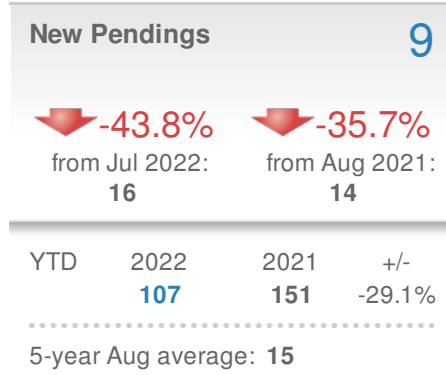 New Pendings 9
-43.8% -35.7%
from Jul 2022: from Aug 2021:
16 14
YTD 2022 2021 +/-
107 151 -29.1%
5-year Aug average: 15